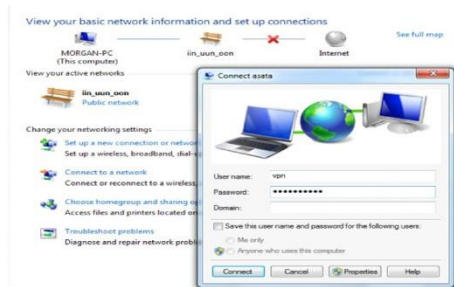 View your basic network information and set up connections
See full map
MORGAN-PC
(This computer)
iin_uun_oon
Internet
View your active networks
iin_uun_oon
Public network
Change your networking settings
Set up a new connection or networ
Set up a wireless, broadband, dial-
Connect to a network
Connect or reconnect to a wireless,
Choose homegroup and sharing op
Access files and printers located on
Troubleshoot problems
Diagnose and repair network proble
Connect asata
User name:
vpn
Password:
Domain:
Save this user name and password for the following users:
Me only
Anyone who uses this computer
Connect
Cancel
Properties
Help